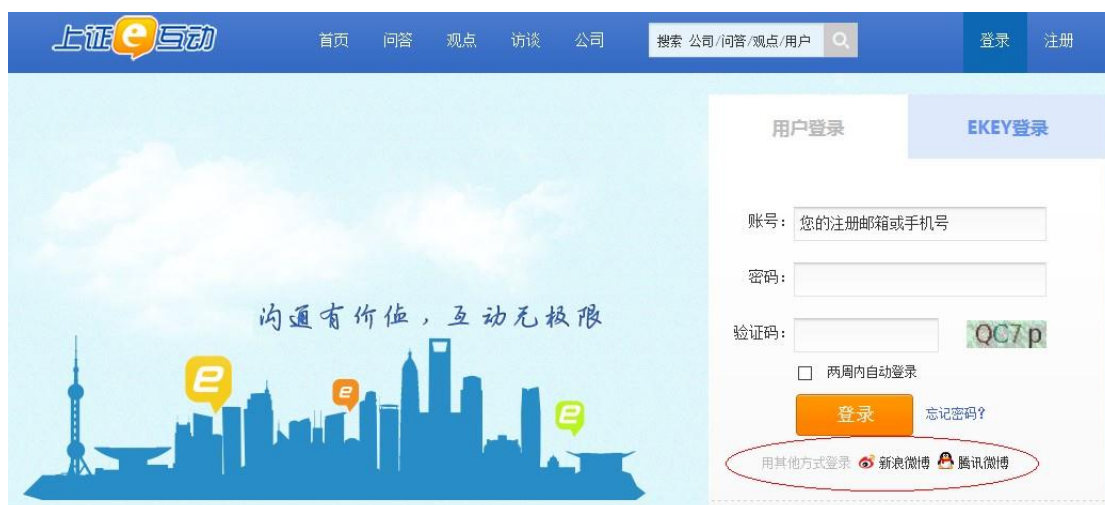 上证e互动
首页 问答 观点 访谈 公司 搜索 公司/问答/观点/用户 登录 注册
用户登录 EKEY登录
账号： 您的注册邮箱或手机号
密码：
沟通有价值，互动无极限
验证码： QC7p
两周内自动登录
登录 忘记密码？
用其他方式登录 新浪微博 腾讯微博
e
e
e